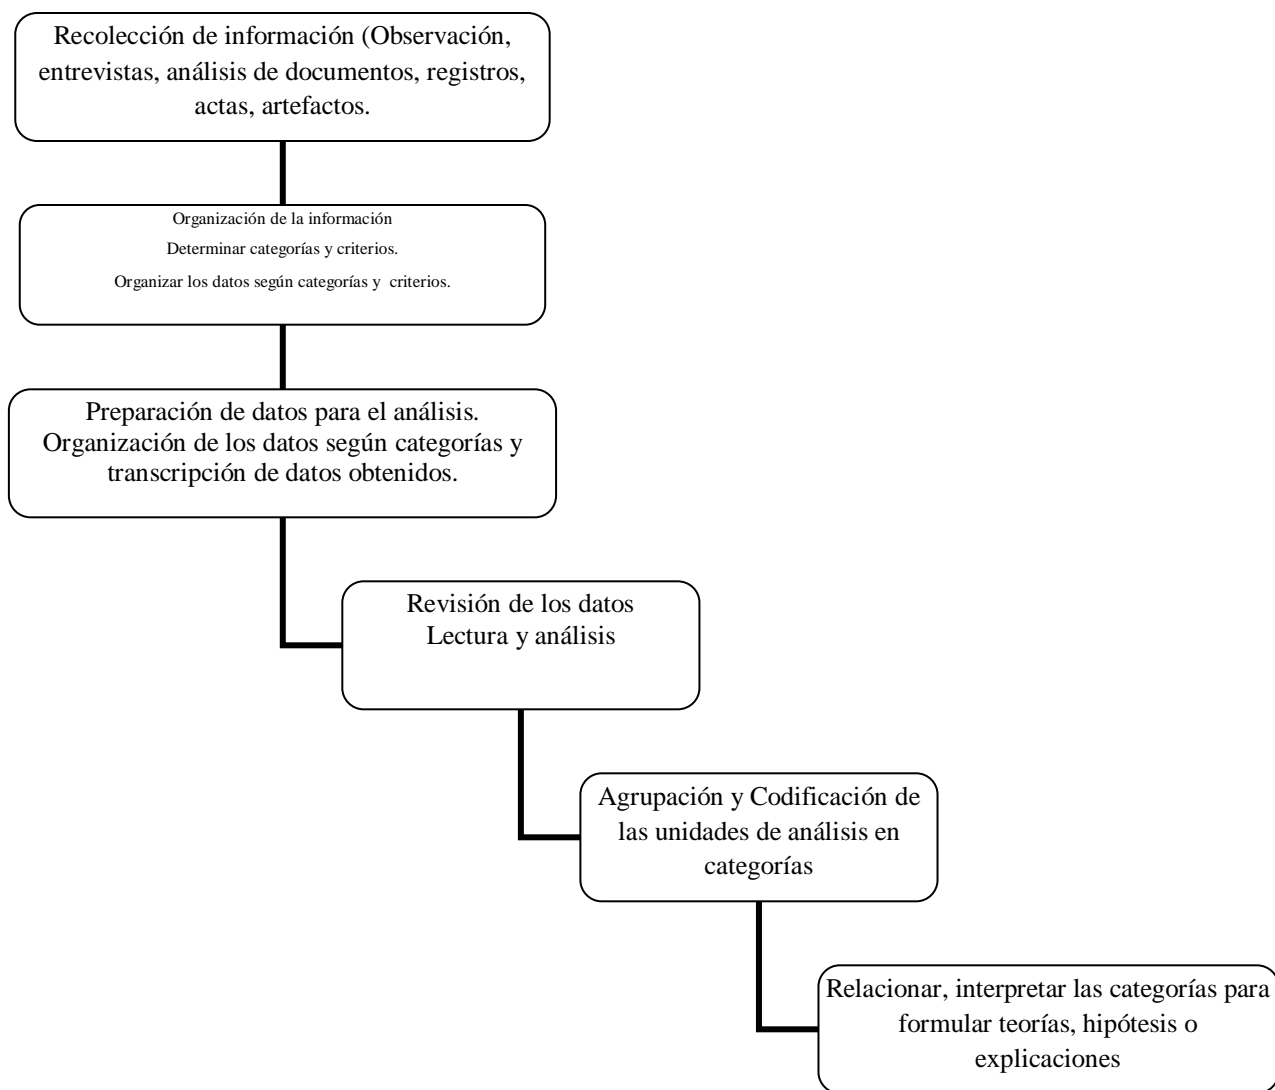 Recolección de información (Observación,
entrevistas, análisis de documentos, registros,
actas, artefactos.
Organización de la información
Determinar categorías y criterios.
Organizar los datos según categorías y  criterios.
Preparación de datos para el análisis.
Organización de los datos según categorías y
transcripción de datos obtenidos.
Revisión de los datos
Lectura y análisis
Agrupación y Codificación de
las unidades de análisis en
categorías
Relacionar, interpretar las categorías para
formular teorías, hipótesis o
explicaciones